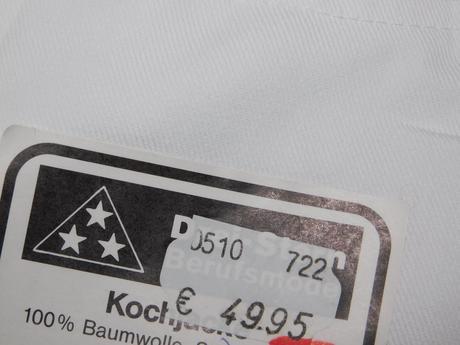 0510 722
Berufsmode
Kochjacke
€ 49.95
100% Baumwolle